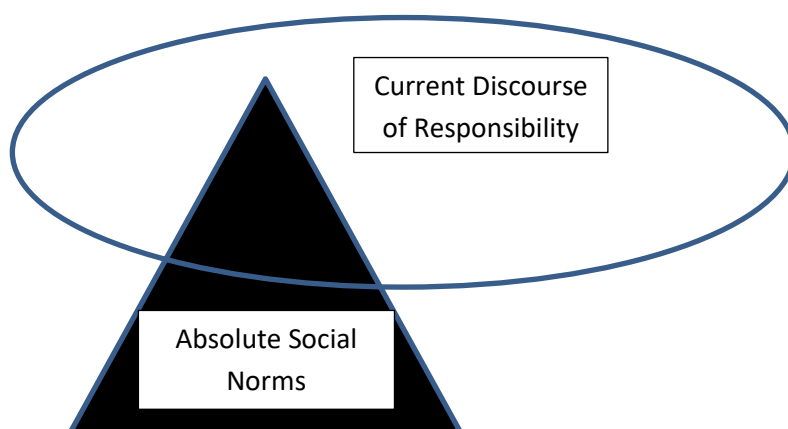 Current Discourse
of Responsibility
Absolute Social
Norms